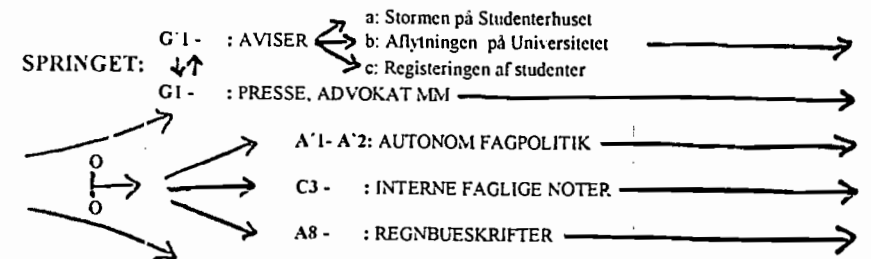 a: Stormen på Studenterhuset
G´1 - : AVISER b: Aflytningen på Universitetet
SPRINGET: c: Registeringen af studenter
G1 - : PRESSE, ADVOKAT MM
A´1- A`2: AUTONOM FAGPOLITIK
O
C3 - : INTERNE FAGLIGE NOTER
O
A8 - : REGNBUESKRIFTER